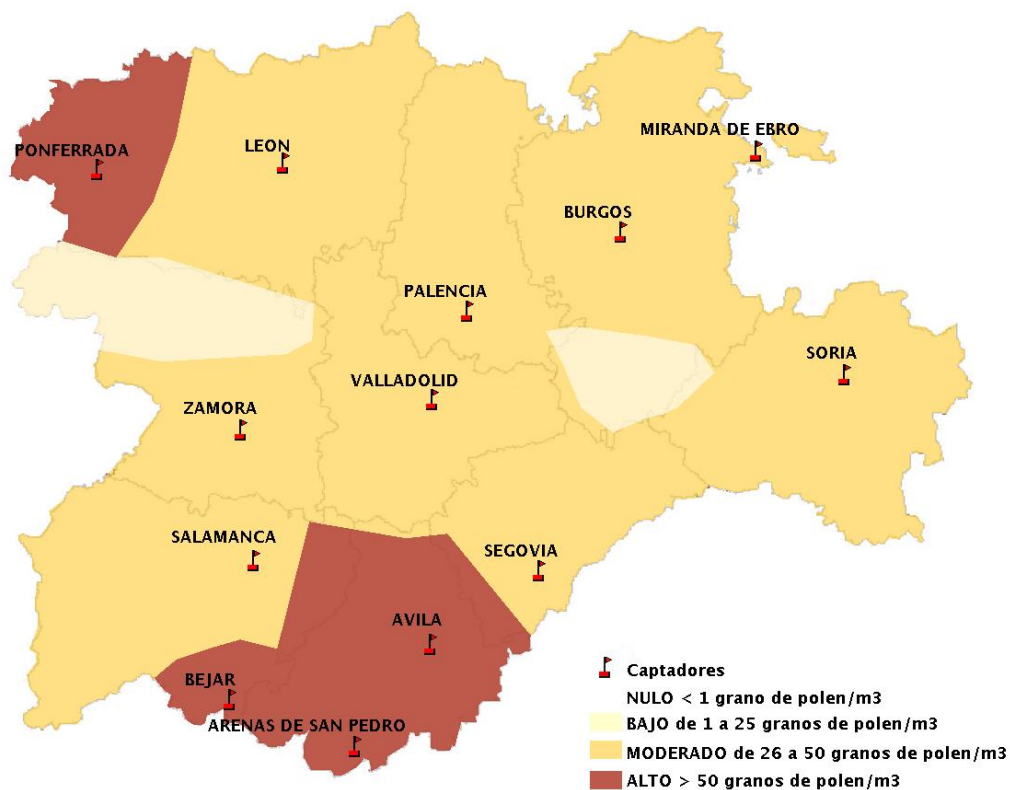 MIRANDA DE EBRO
PONFERRADA
LEON
BURGOS
PALENCIA
SORIA
VALLADOLID
ZAMORA
SALAMANCA
SEGOVIA
AVILA
BEJAR
ARENAS DE SAN PEDRO
Captadores
NULO < 1 grano de polen/m3
BAJO de 1 a 25 granos de polen/m3
MODERADO de 26 a 50 granos de polen/m3
ALTO > 50 granos de polen/m3